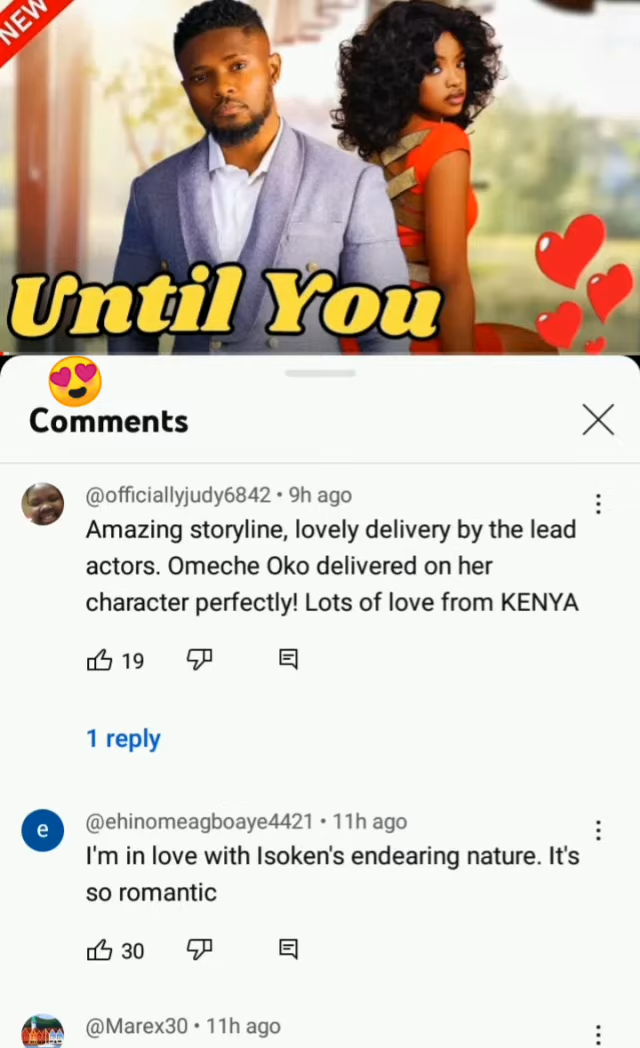 NEW
Until You
Comments
@officiallyjudy6842 • 9h ago
Amazing storyline, lovely delivery by the lead
actors. Omeche Oko delivered on her
character perfectly! Lots of love from KENYA
19
1 reply
e
@ehinomeagboaye4421 • 11h ago
I'm in love with Isoken's endearing nature. It's
so romantic
30
@Marex30 • 11h ago